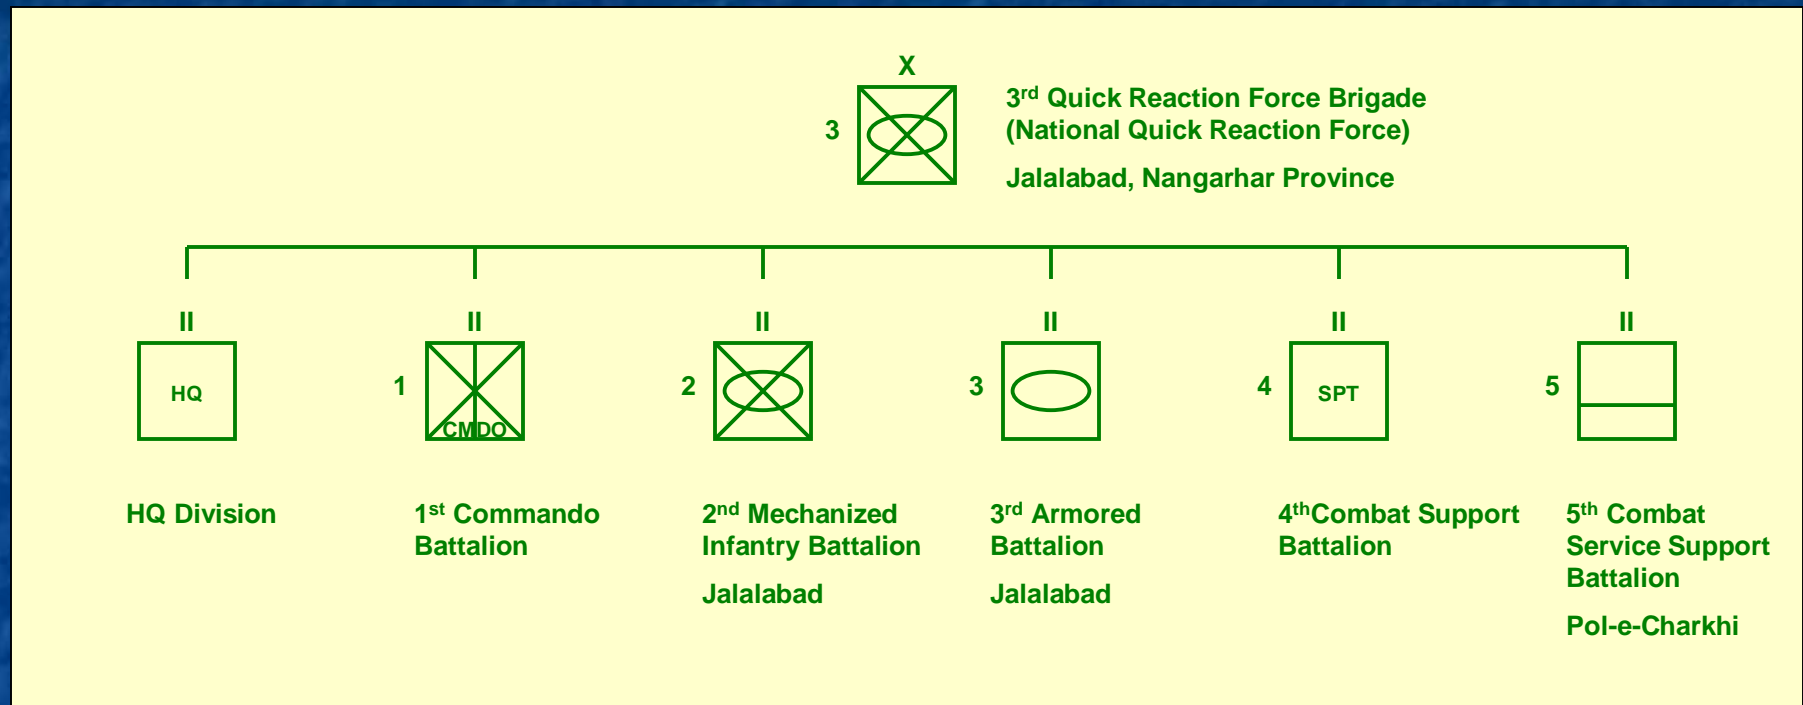 X
3
3rd Quick Reaction Force Brigade
(National Quick Reaction Force)
Jalalabad, Nangarhar Province
II
HQ
HQ Division
II
1
CMDO
1st Commando
Battalion
II
2
2nd Mechanized
Infantry Battalion
Jalalabad
II
3
3rd Armored
Battalion
Jalalabad
II
4
SPT
4thCombat Support
Battalion
II
5
5th Combat
Service Support
Battalion
Pol-e-Charkhi